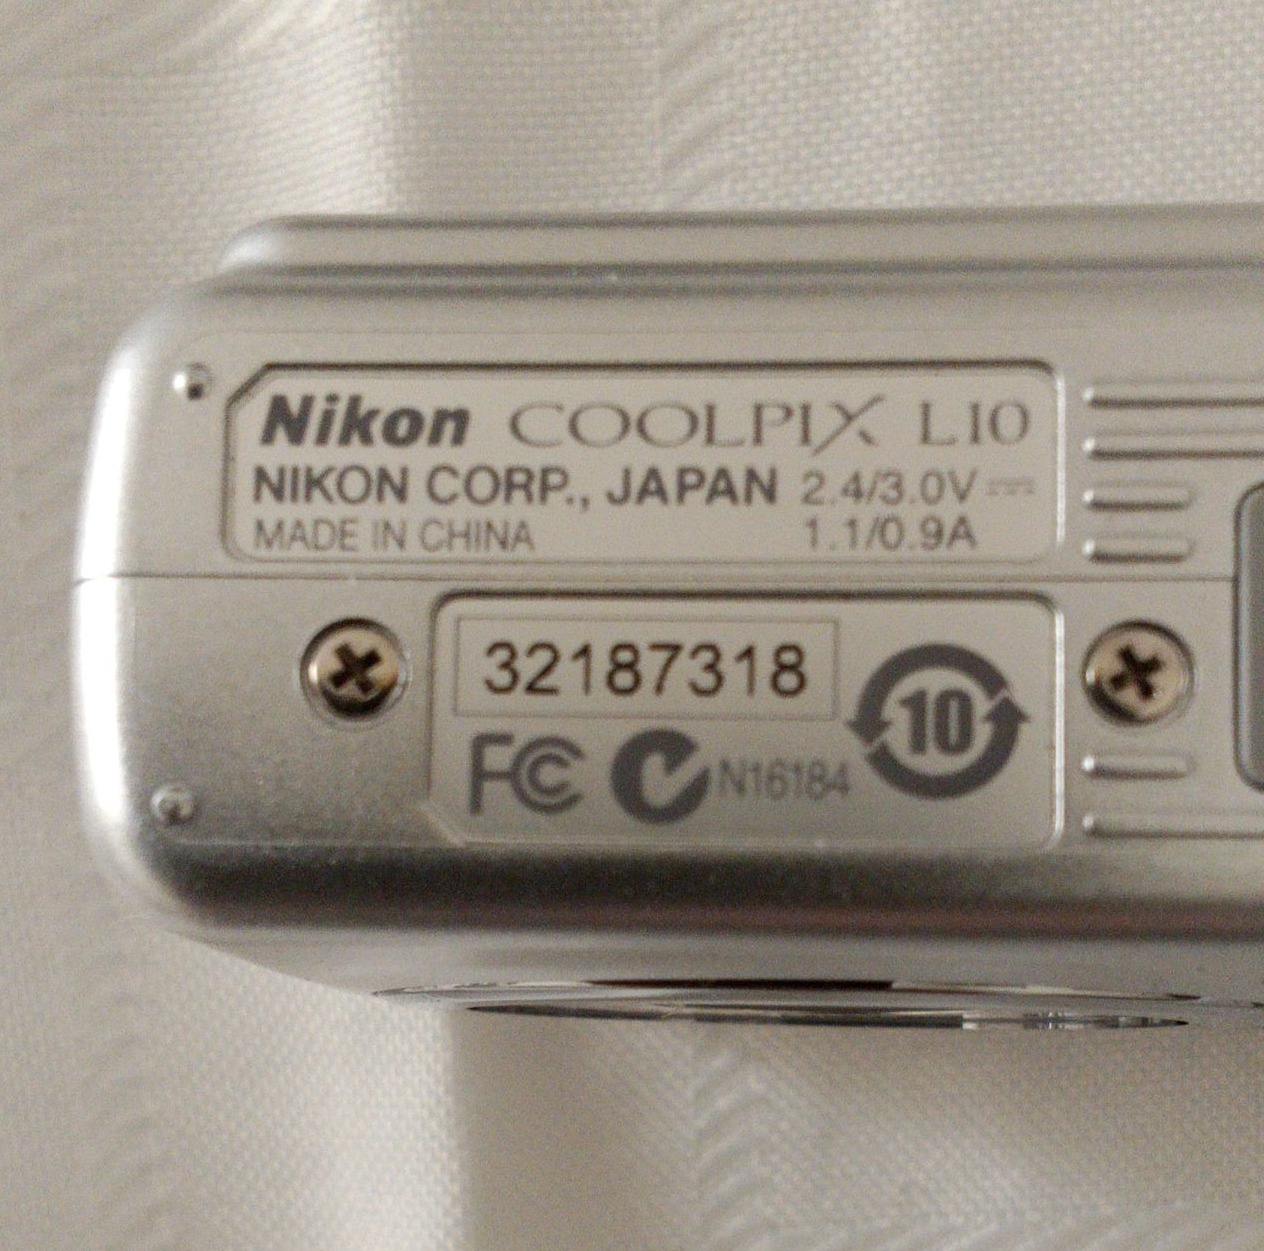 Nikon COOLPIX L10
NIKON CORP., JAPAN 2.4/3.0V
MADE IN CHINA 1.1/0.9A
32187318
FC N16184
10